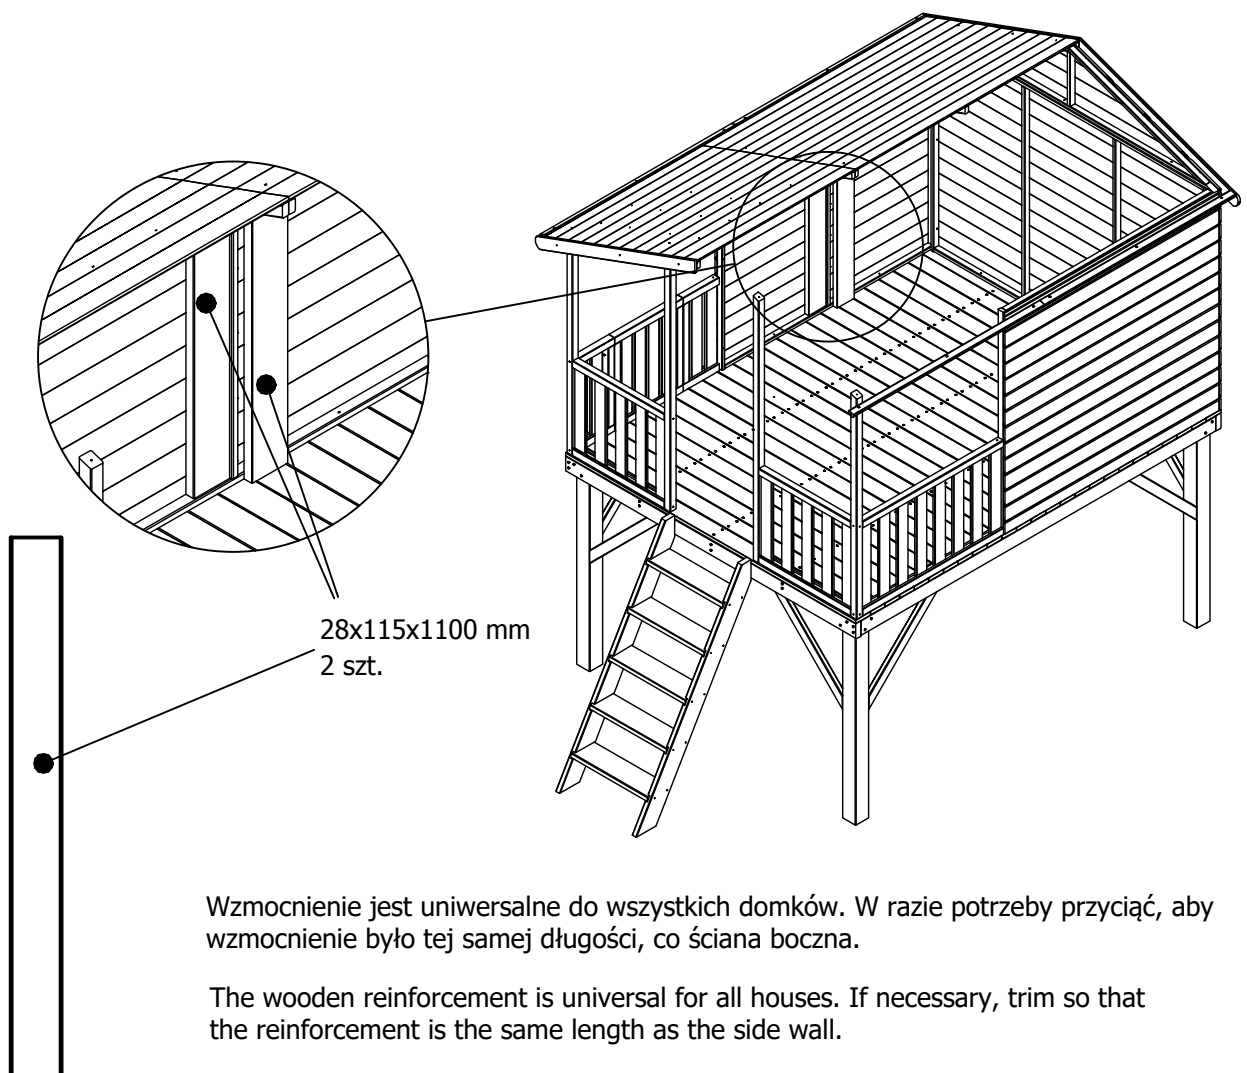 28x115x1100 mm
2 szt.
Wzmocnienie jest uniwersalne do wszystkich domków. W razie potrzeby przyciąć, aby
wzmocnienie było tej samej długości, co ściana boczna.
The wooden reinforcement is universal for all houses. If necessary, trim so that
the reinforcement is the same length as the side wall.